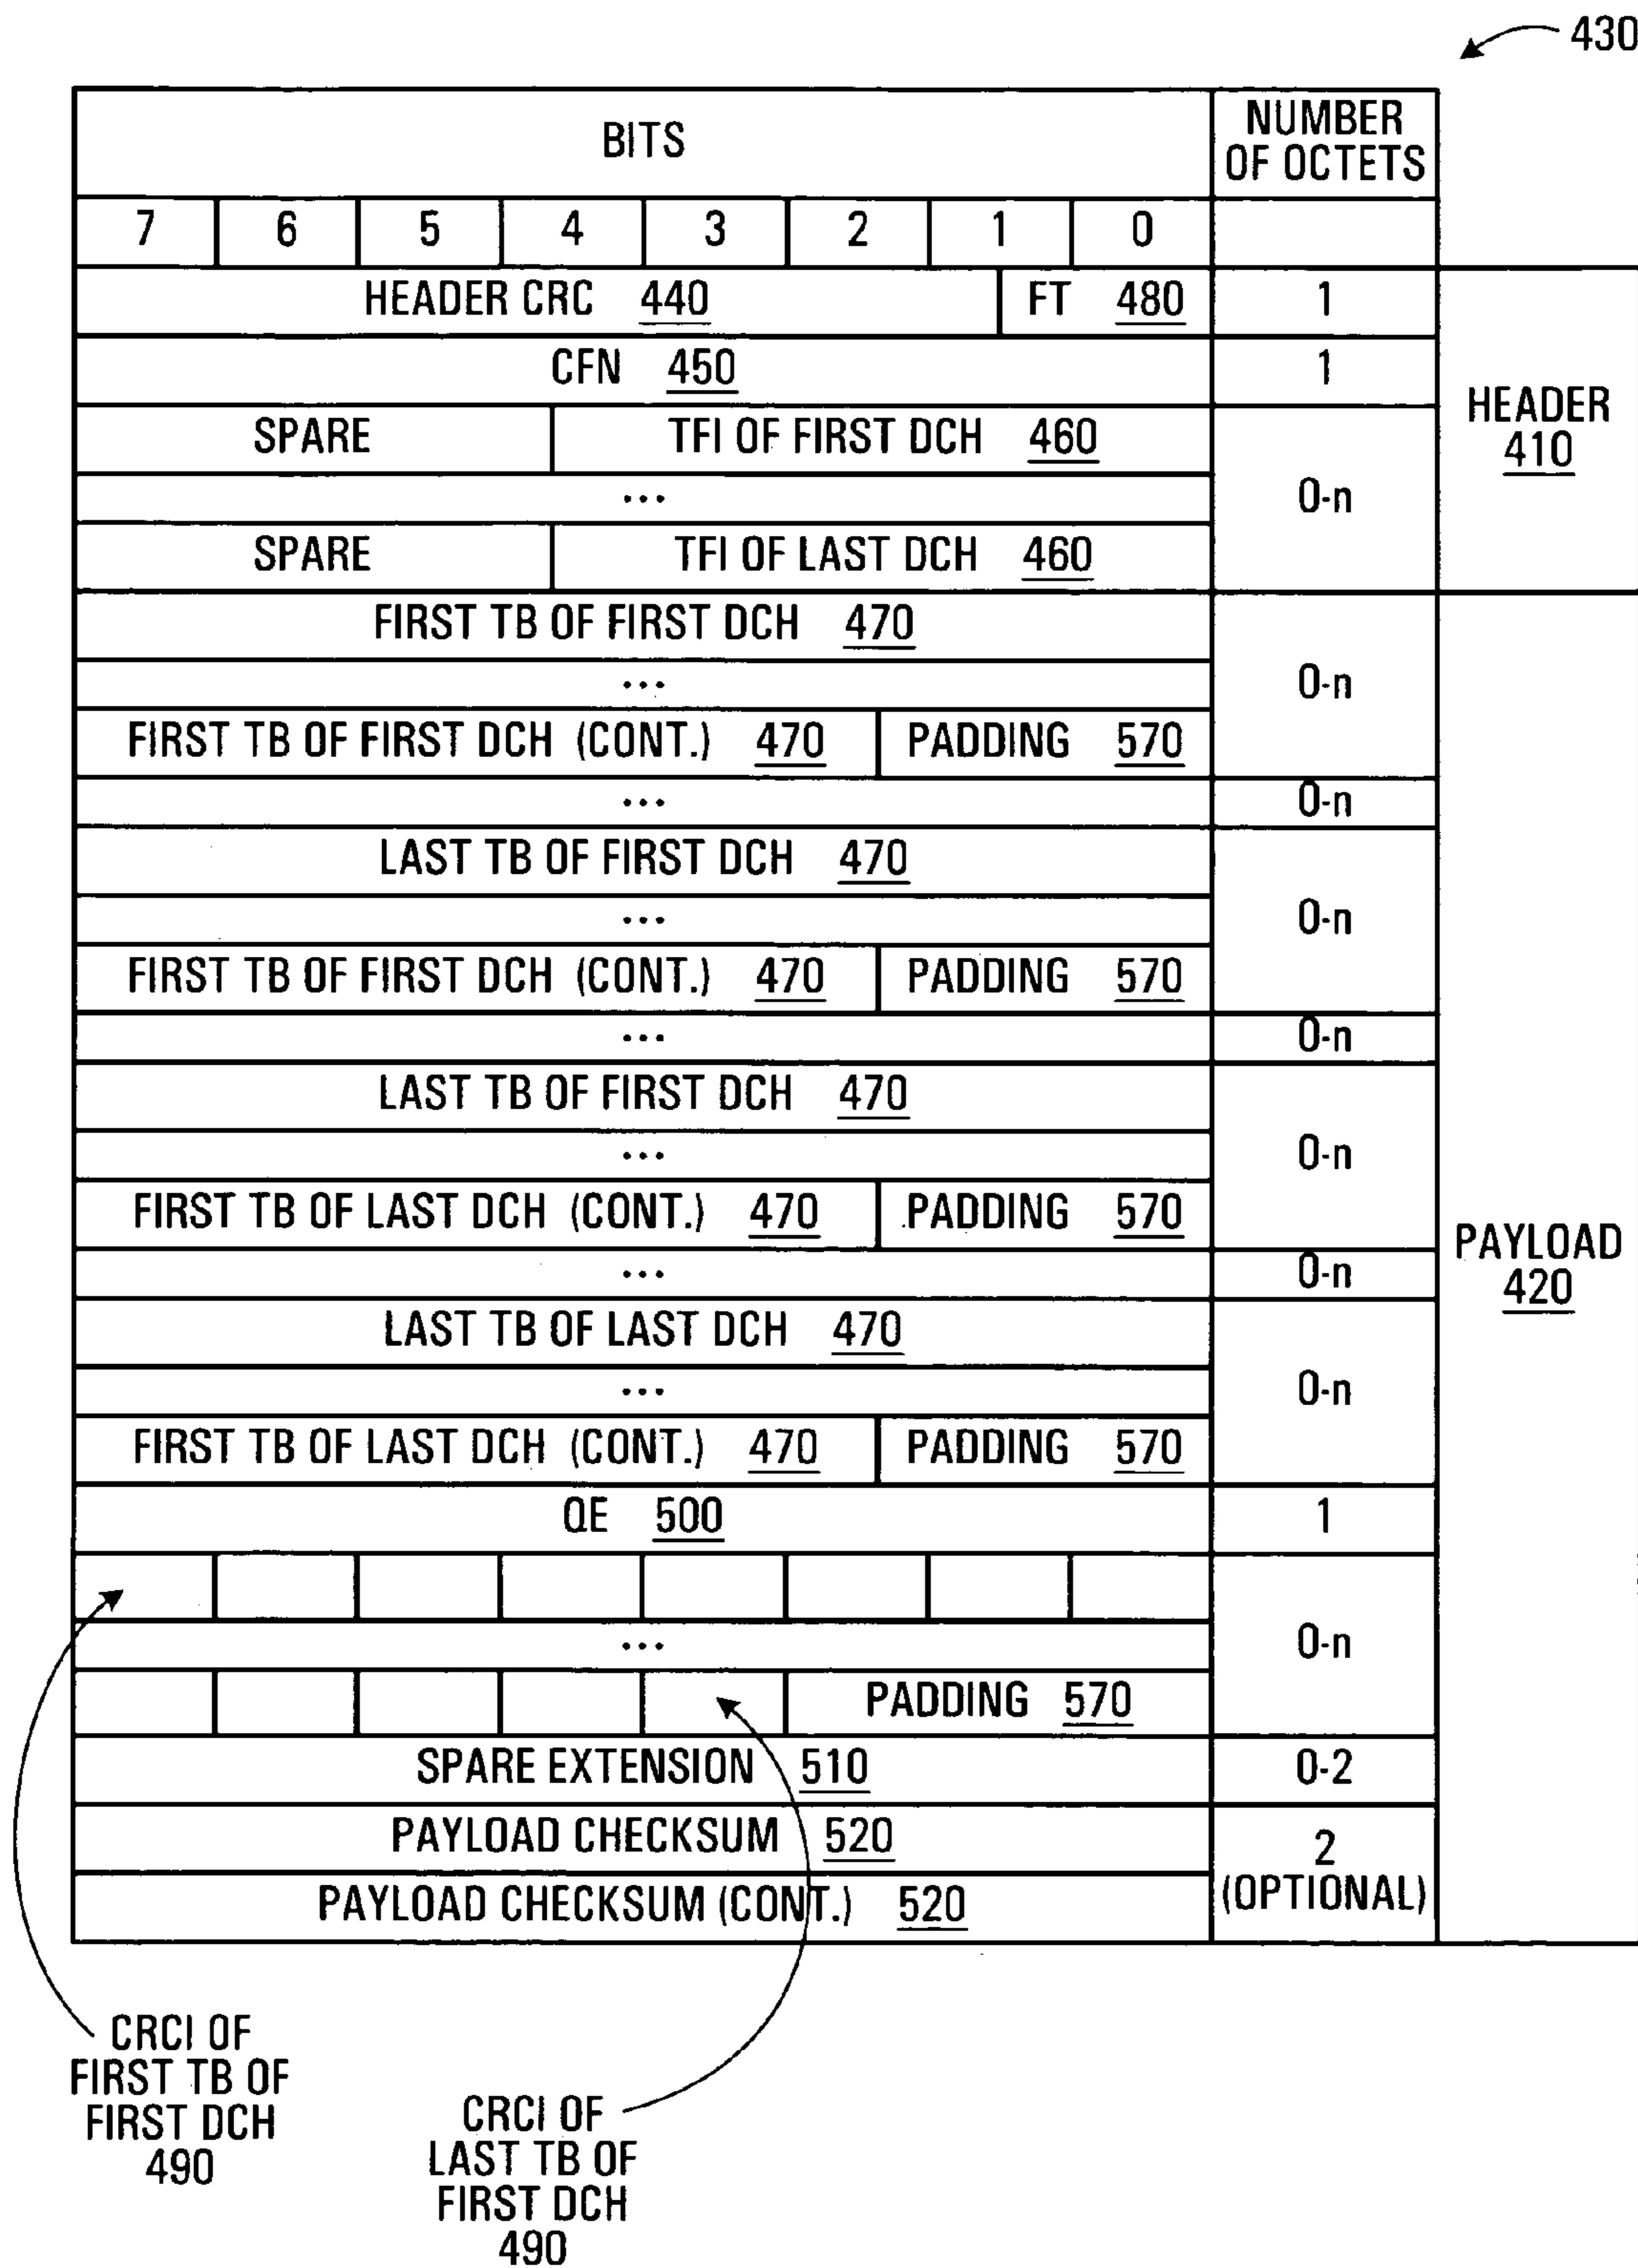 430
BITS
NUMBER
OF OCTETS
7 6 5 4 3 2 1 0
HEADER CRC 440 FT 480 1
CFN 450 1
HEADER
410
SPARE TFI OF FIRST DCH 460
... 0-n
SPARE TFI OF LAST DCH 460
FIRST TB OF FIRST DCH 470
... 0-n
FIRST TB OF FIRST DCH (CONT.) 470 PADDING 570
... 0-n
LAST TB OF FIRST DCH 470
... 0-n
FIRST TB OF FIRST DCH (CONT.) 470 PADDING 570
... 0-n
LAST TB OF FIRST DCH 470
... 0-n
FIRST TB OF LAST DCH (CONT.) 470 PADDING 570
PAYLOAD
420
... 0-n
LAST TB OF LAST DCH 470
... 0-n
FIRST TB OF LAST DCH (CONT.) 470 PADDING 570
QE 500 1
... 0-n
PADDING 570
SPARE EXTENSION 510 0-2
PAYLOAD CHECKSUM 520 2
(OPTIONAL)
PAYLOAD CHECKSUM (CONT.) 520
CRCI OF
FIRST TB OF
FIRST DCH
490
CRCI OF
LAST TB OF
FIRST DCH
490